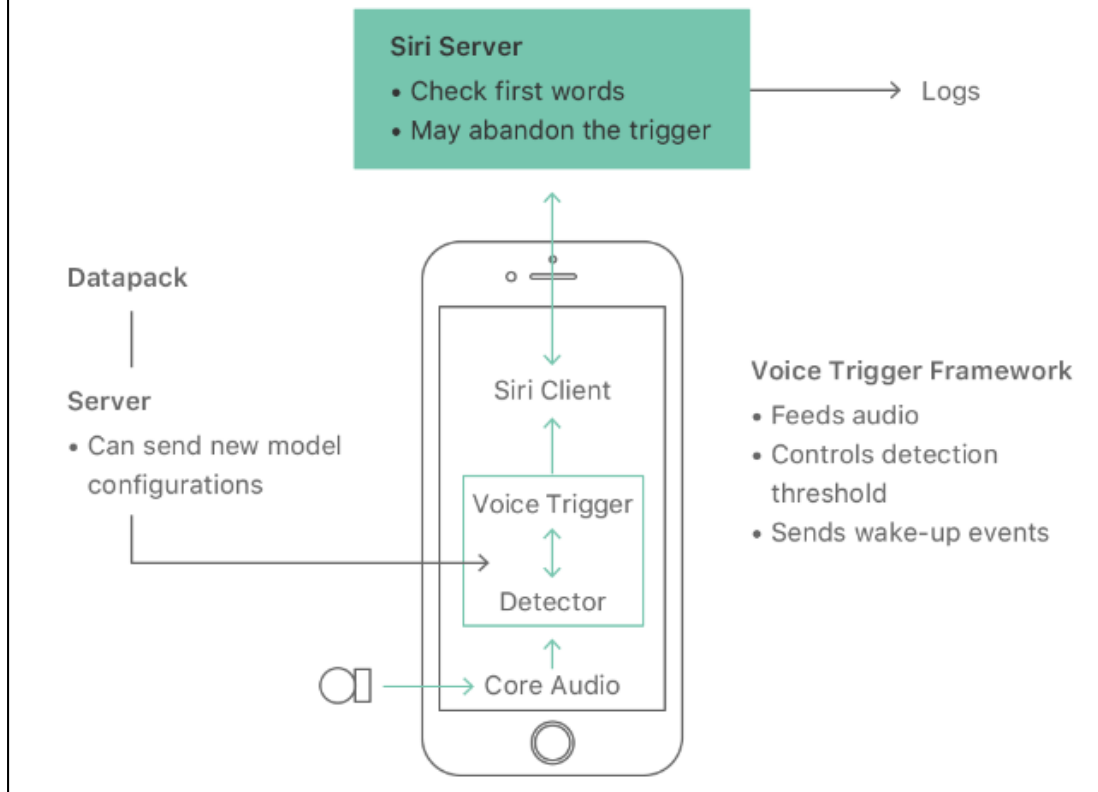 Siri Server
• Check first words
• May abandon the trigger
Logs
Datapack
Server
• Can send new model
configurations
Siri Client
Voice Trigger
Detector
Core Audio
Voice Trigger Framework
• Feeds audio
• Controls detection
threshold
• Sends wake-up events